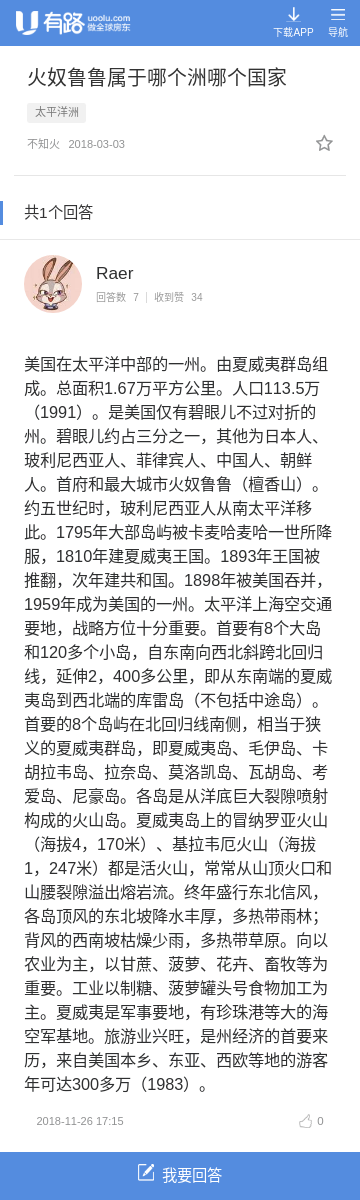 有路 uoolu.com
做全球房东
下载APP 导航
火奴鲁鲁属于哪个洲哪个国家
太平洋洲
不知火 2018-03-03
共1个回答
Raer
回答数 7 | 收到赞 34
美国在太平洋中部的一州。由夏威夷群岛组
成。总面积1.67万平方公里。人口113.5万
（1991）。是美国仅有碧眼儿不过对折的
州。碧眼儿约占三分之一，其他为日本人、
玻利尼西亚人、菲律宾人、中国人、朝鲜
人。首府和最大城市火奴鲁鲁（檀香山）。
约五世纪时，玻利尼西亚人从南太平洋移
此。1795年大部岛屿被卡麦哈麦哈一世所降
服，1810年建夏威夷王国。1893年王国被
推翻，次年建共和国。1898年被美国吞并，
1959年成为美国的一州。太平洋上海空交通
要地，战略方位十分重要。首要有8个大岛
和120多个小岛，自东南向西北斜跨北回归
线，延伸2，400多公里，即从东南端的夏威
夷岛到西北端的库雷岛（不包括中途岛）。
首要的8个岛屿在北回归线南侧，相当于狭
义的夏威夷群岛，即夏威夷岛、毛伊岛、卡
胡拉韦岛、拉奈岛、莫洛凯岛、瓦胡岛、考
爱岛、尼豪岛。各岛是从洋底巨大裂隙喷射
构成的火山岛。夏威夷岛上的冒纳罗亚火山
（海拔4，170米）、基拉韦厄火山（海拔
1，247米）都是活火山，常常从山顶火口和
山腰裂隙溢出熔岩流。终年盛行东北信风，
各岛顶风的东北坡降水丰厚，多热带雨林；
背风的西南坡枯燥少雨，多热带草原。向以
农业为主，以甘蔗、菠萝、花卉、畜牧等为
重要。工业以制糖、菠萝罐头号食物加工为
主。夏威夷是军事要地，有珍珠港等大的海
空军基地。旅游业兴旺，是州经济的首要来
历，来自美国本乡、东亚、西欧等地的游客
年可达300多万（1983）。
2018-11-26 17:15 0
我要回答